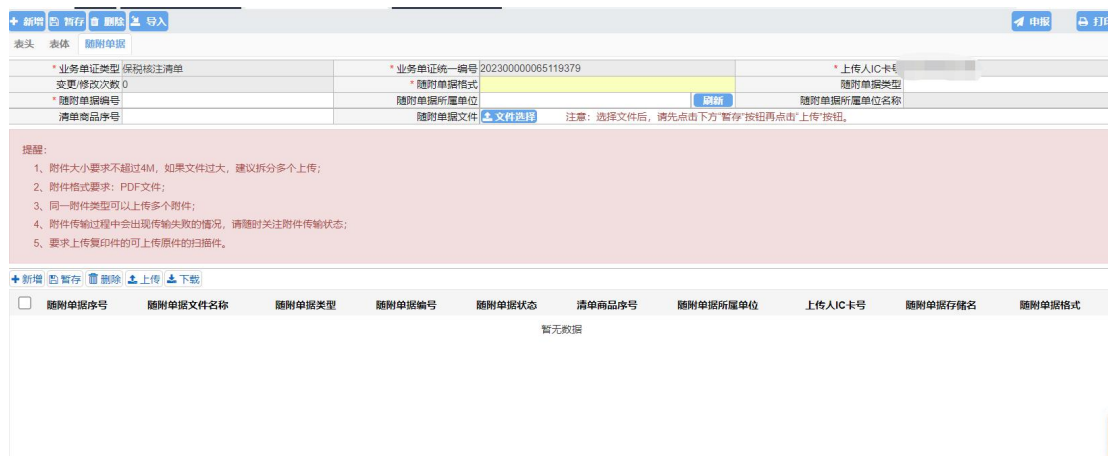 新增 暂存 删除 导入 申报 打印
表头 表体 随附单据
* 业务单证类型 保税核注清单 * 业务单证统一编号 202300000065119379 * 上传人IC卡号
变更/修改次数 0 * 随附单据格式 随附单据类型
* 随附单据编号 随附单据所属单位 刷新 随附单据所属单位名称
清单商品序号 随附单据文件 文件选择 注意：选择文件后，请先点击下方"暂存"按钮再点击"上传"按钮。
提醒：
1、附件大小要求不超过4M，如果文件过大，建议拆分多个上传；
2、附件格式要求：PDF文件；
3、同一附件类型可以上传多个附件；
4、附件传输过程中会出现传输失败的情况，请随时关注附件传输状态；
5、要求上传复印件的可上传原件的扫描件。
新增 暂存 删除 上传 下载
随附单据序号 随附单据文件名称 随附单据类型 随附单据编号 随附单据状态 清单商品序号 随附单据所属单位 上传人IC卡号 随附单据存储名 随附单据格式
暂无数据